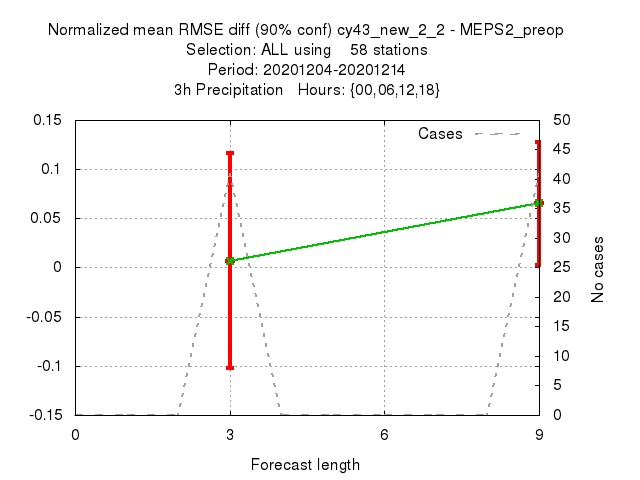 Normalized mean RMSE diff (90% conf) cy43_new_2_2 - MEPS2_preop
Selection: ALL using    58 stations
Period: 20201204-20201214
3h Precipitation   Hours: {00,06,12,18}
Cases
0.15
0.1
0.05
0
-0.05
-0.1
-0.15
50
45
40
35
30
25
20
15
10
5
0
No cases
0 3 6 9
Forecast length